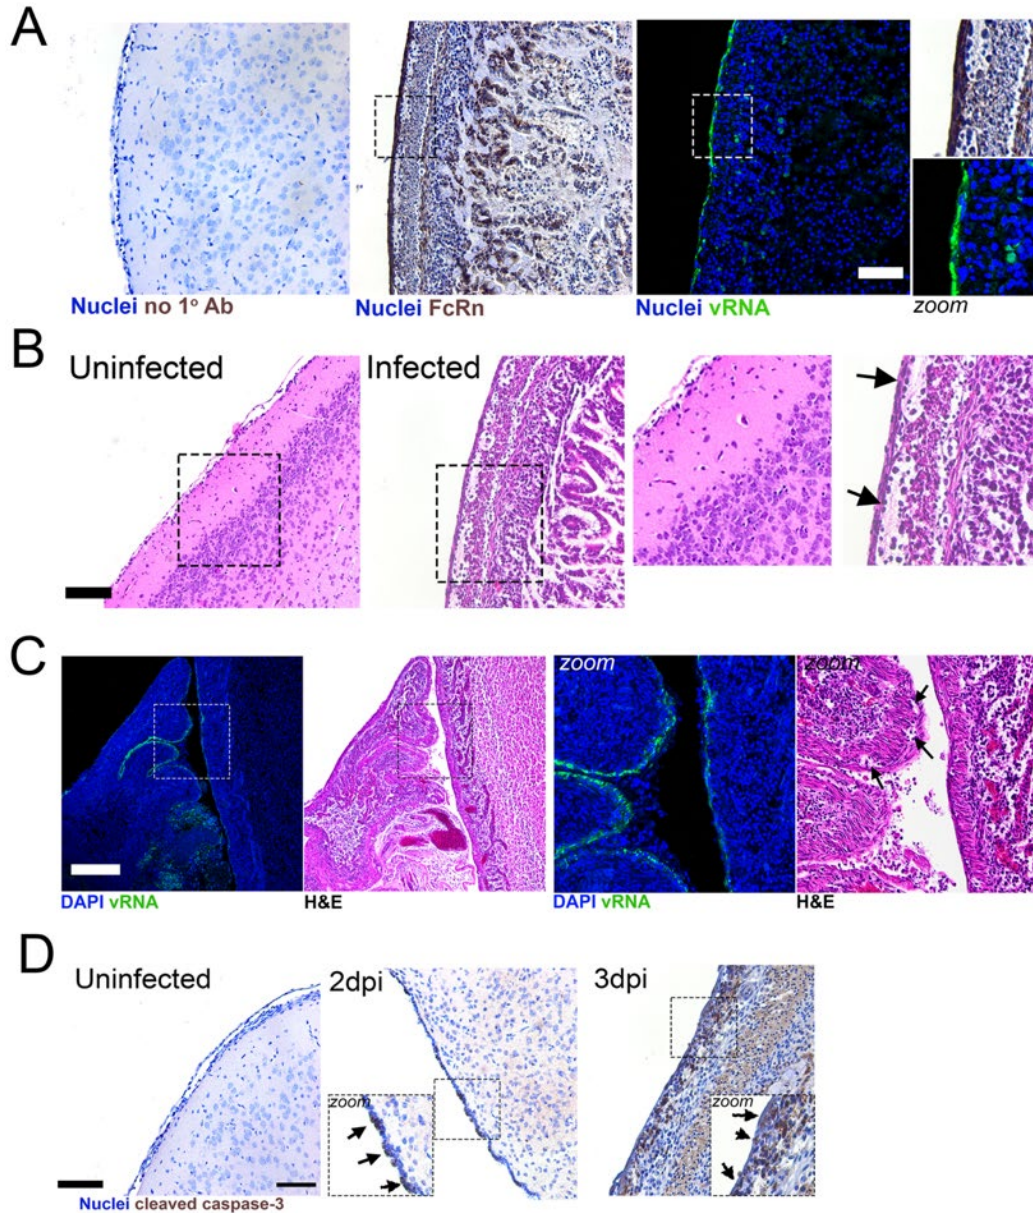 A
Nuclei no 1° Ab
Nuclei FcRn
Nuclei vRNA
zoom
B
Uninfected
Infected
C
zoom
zoom
DAPI vRNA
H&E
DAPI vRNA
H&E
D
Uninfected
2dpi
3dpi
zoom
zoom
Nuclei cleaved caspase-3